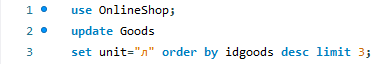 1 use OnlineShop;
2 update Goods
3 set unit="л" order by idgoods desc limit 3;